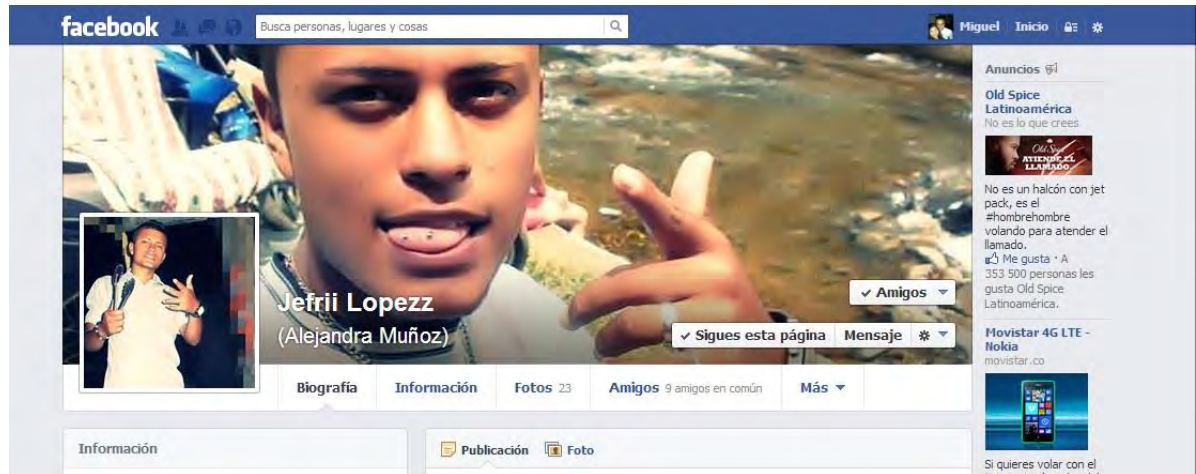 facebook
Busca personas, lugares y cosas
Miguel Inicio
Jefrii Lopezz
(Alejandra Muñoz)
✓ Amigos
✓ Sigues esta página Mensaje
Biografía Información Fotos 23 Amigos 9 amigos en común Más
Información
Publicación Foto
Anuncios
Old Spice
Latinoamérica
No es lo que crees
Old Spice
ATIENDE EL
LLAMADO.
No es un halcón con jet
pack, es el
#hombrehombre
volando para atender el
llamado.
Me gusta · A
353 500 personas les
gusta Old Spice
Latinoamérica.
Movistar 4G LTE -
Nokia
movistar.co
Si quieres volar con el